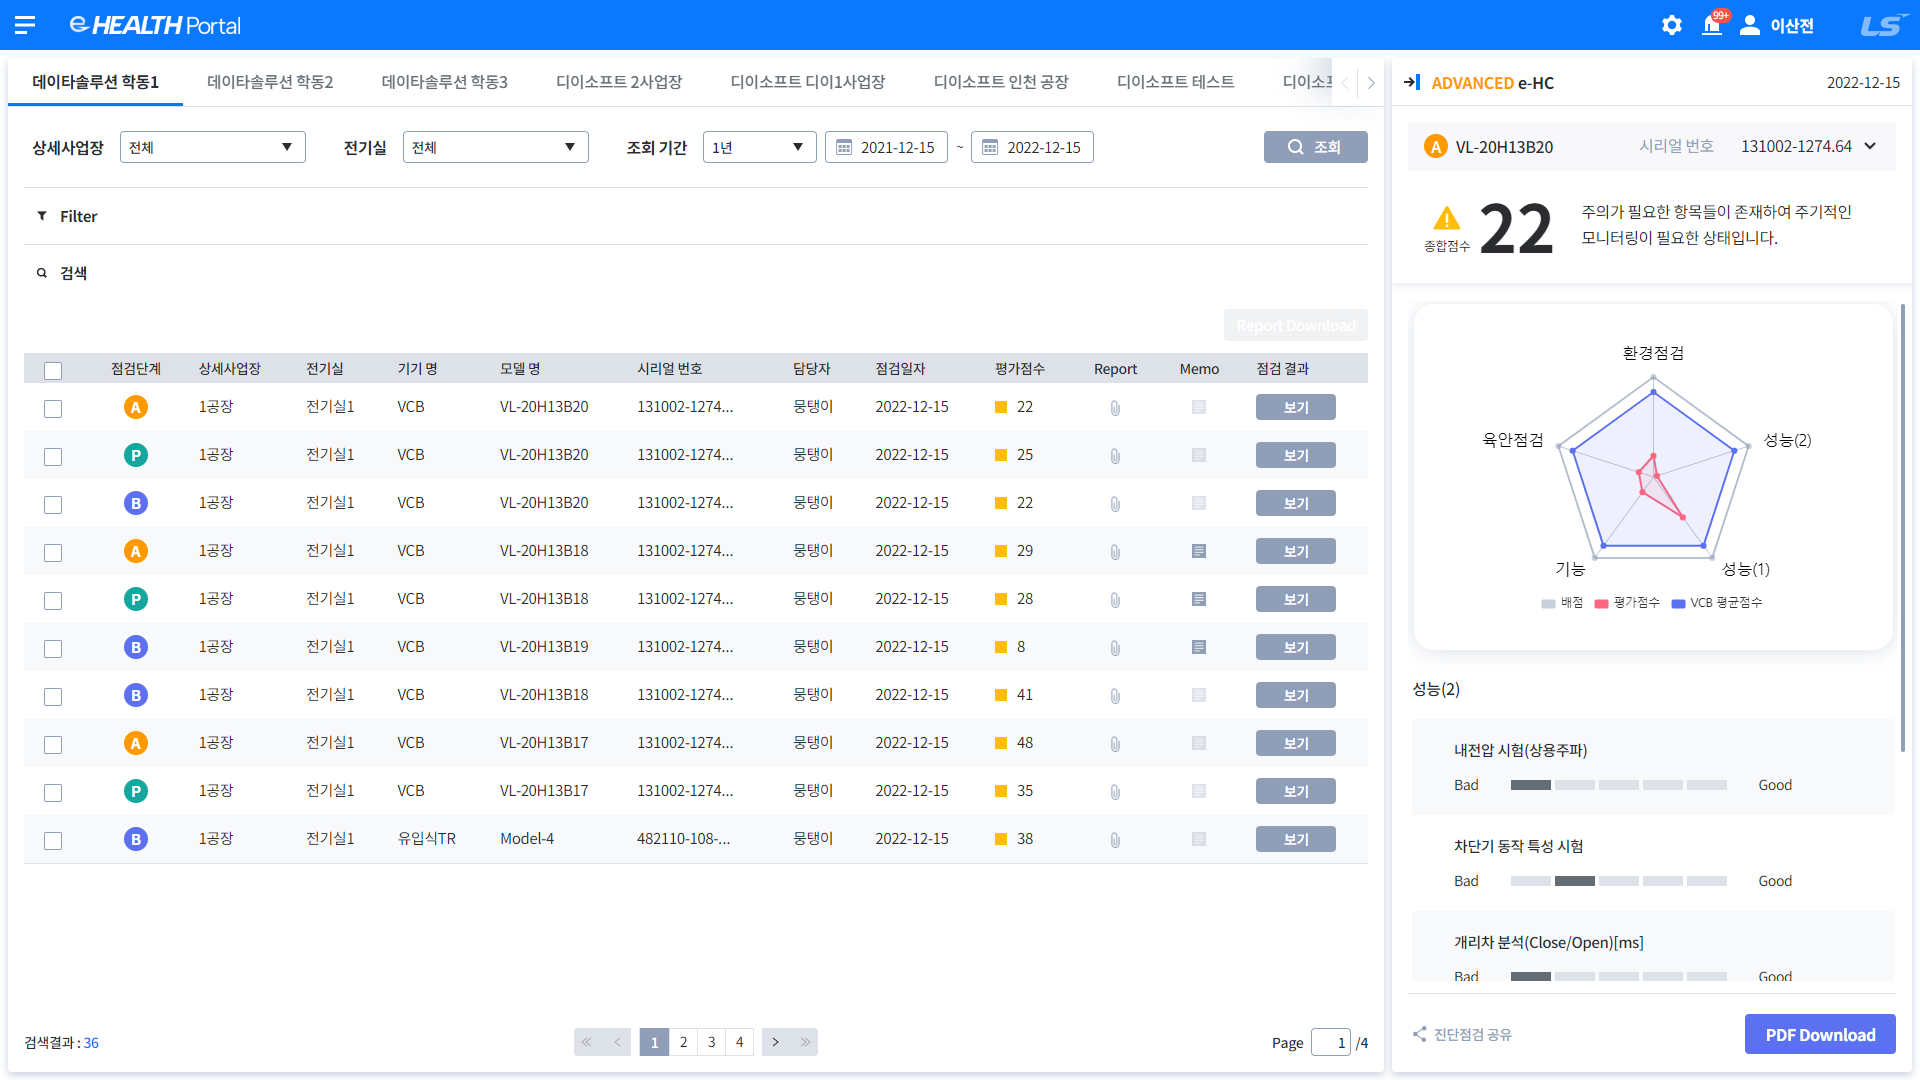 e HEALTH Portal
99+
이산전
LS
데이타솔루션 학동1 데이타솔루션 학동2 데이타솔루션 학동3 디이소프트 2사업장 디이소프트 디이1사업장 디이소프트 인천 공장 디이소프트 테스트
상세사업장 전체 전기실 전체 조회 기간 1년 2021-12-15 ~ 2022-12-15 조회
Filter
검색
Report Download
점검단계 상세사업장 전기실 기기 명 모델 명 시리얼 번호 담당자 점검일자 평가점수 Report Memo 점검 결과
A 1공장 전기실1 VCB VL-20H13B20 131002-1274... 뭉탱이 2022-12-15 22 보기
P 1공장 전기실1 VCB VL-20H13B20 131002-1274... 뭉탱이 2022-12-15 25 보기
B 1공장 전기실1 VCB VL-20H13B20 131002-1274... 뭉탱이 2022-12-15 22 보기
A 1공장 전기실1 VCB VL-20H13B18 131002-1274... 뭉탱이 2022-12-15 29 보기
P 1공장 전기실1 VCB VL-20H13B18 131002-1274... 뭉탱이 2022-12-15 28 보기
B 1공장 전기실1 VCB VL-20H13B19 131002-1274... 뭉탱이 2022-12-15 8 보기
B 1공장 전기실1 VCB VL-20H13B18 131002-1274... 뭉탱이 2022-12-15 41 보기
A 1공장 전기실1 VCB VL-20H13B17 131002-1274... 뭉탱이 2022-12-15 48 보기
P 1공장 전기실1 VCB VL-20H13B17 131002-1274... 뭉탱이 2022-12-15 35 보기
B 1공장 전기실1 유입식TR Model-4 482110-108-... 뭉탱이 2022-12-15 38 보기
검색결과 : 36
« < 1 2 3 4 > »
Page 1 /4
ADVANCED e-HC 2022-12-15
A VL-20H13B20 시리얼 번호 131002-1274.64
종합점수 22
주의가 필요한 항목들이 존재하여 주기적인
모니터링이 필요한 상태입니다.
환경점검
육안점검 성능(2)
기능 성능(1)
배점 평가점수 VCB 평균점수
성능(2)
내전압 시험(상용주파)
Bad Good
차단기 동작 특성 시험
Bad Good
개리차 분석(Close/Open)[ms]
Bad Good
진단점검 공유
PDF Download